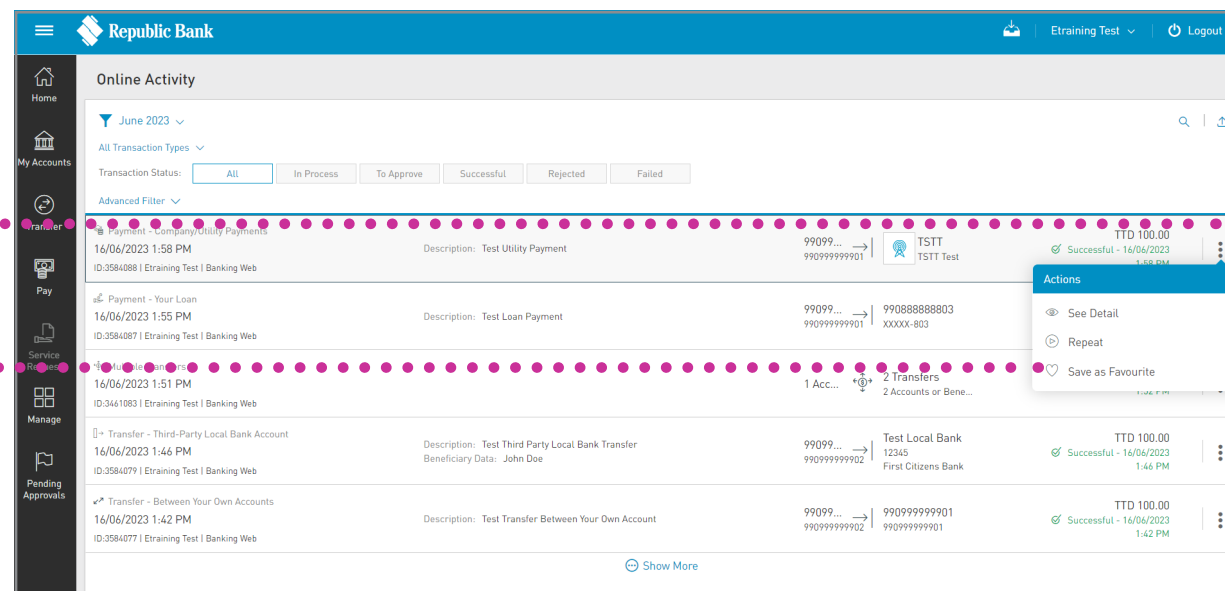 Republic Bank
Etraining Test
Logout
Home
My Accounts
Transfer
Pay
Service
Request
Manage
Pending
Approvals
Online Activity
June 2023
All Transaction Types
Transaction Status:
All
In Process
To Approve
Successful
Rejected
Failed
Advanced Filter
Payment - Company/Utility Payments
16/06/2023 1:58 PM
ID:3584088 | Etraining Test | Banking Web
Description: Test Utility Payment
99099...
990999999901
TSTT
TSTT Test
TTD 100.00
Successful - 16/06/2023
1:58 PM
Actions
See Detail
Repeat
Save as Favourite
Payment - Your Loan
16/06/2023 1:55 PM
ID:3584087 | Etraining Test | Banking Web
Description: Test Loan Payment
99099...
990999999901
990888888803
XXXXX-803
Multiple Transfers
16/06/2023 1:51 PM
ID:3461083 | Etraining Test | Banking Web
1 Acc...
2 Transfers
2 Accounts or Bene...
1:52 PM
Transfer - Third-Party Local Bank Account
16/06/2023 1:46 PM
ID:3584079 | Etraining Test | Banking Web
Description: Test Third Party Local Bank Transfer
Beneficiary Data: John Doe
99099...
990999999902
Test Local Bank
12345
First Citizens Bank
TTD 100.00
Successful - 16/06/2023
1:46 PM
Transfer - Between Your Own Accounts
16/06/2023 1:42 PM
ID:3584077 | Etraining Test | Banking Web
Description: Test Transfer Between Your Own Account
99099...
990999999902
990999999901
990999999901
TTD 100.00
Successful - 16/06/2023
1:42 PM
Show More